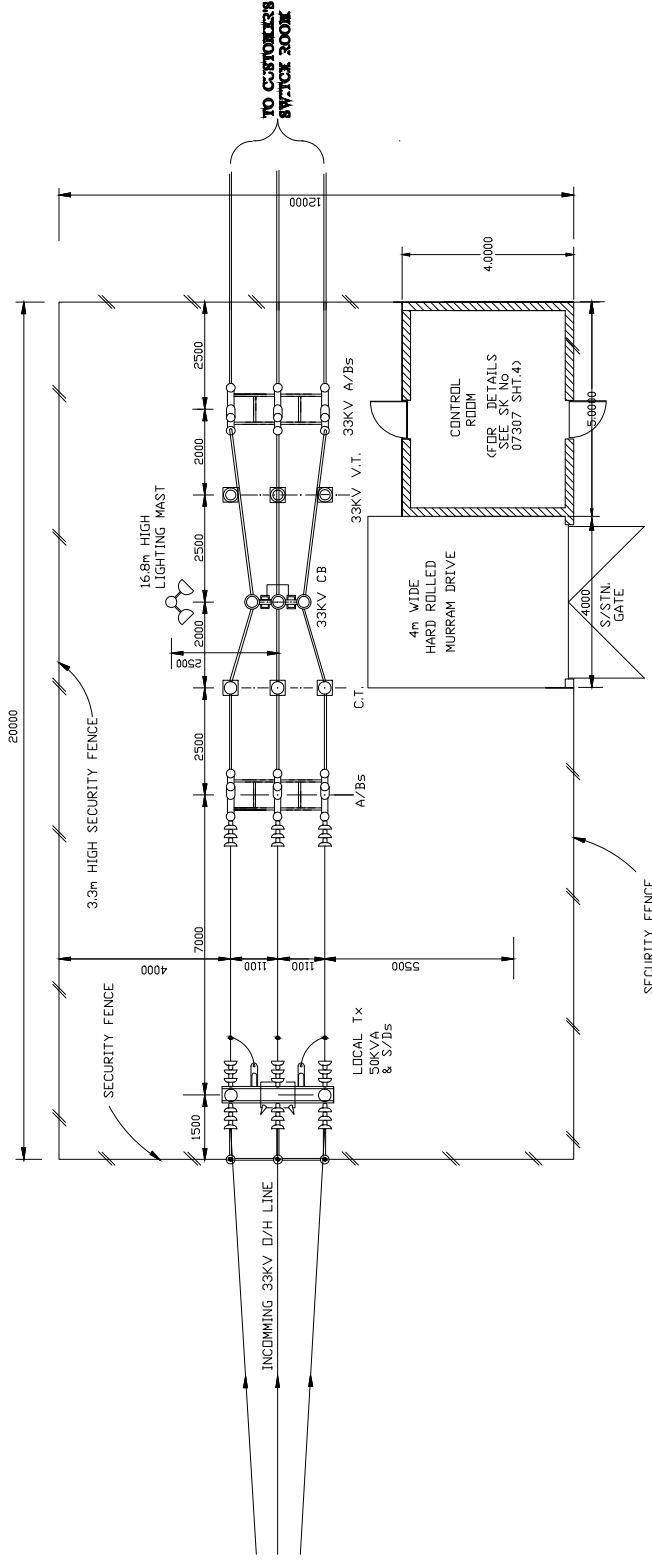 TO CUSTOMER'S
SWITCH ROOM
20000
12000
4.0000
2500
2000
2500
2000
2500
7000
1500
2500
4000
1100
1100
5500
33KV A/Bs
33KV V.T.
33KV CB
C.T.
A/Bs
16.8m HIGH
LIGHTING MAST
3.3m HIGH SECURITY FENCE
SECURITY FENCE
SECURITY FENCE
LOCAL Tx
50KVA
& S/Ds
INCOMMING 33KV O/H LINE
CONTROL
ROOM
(FOR DETAILS
SEE SK No
07307 SHT.4)
5.0000
4m WIDE
HARD ROLLED
MURRAM DRIVE
4000
S/STN.
GATE